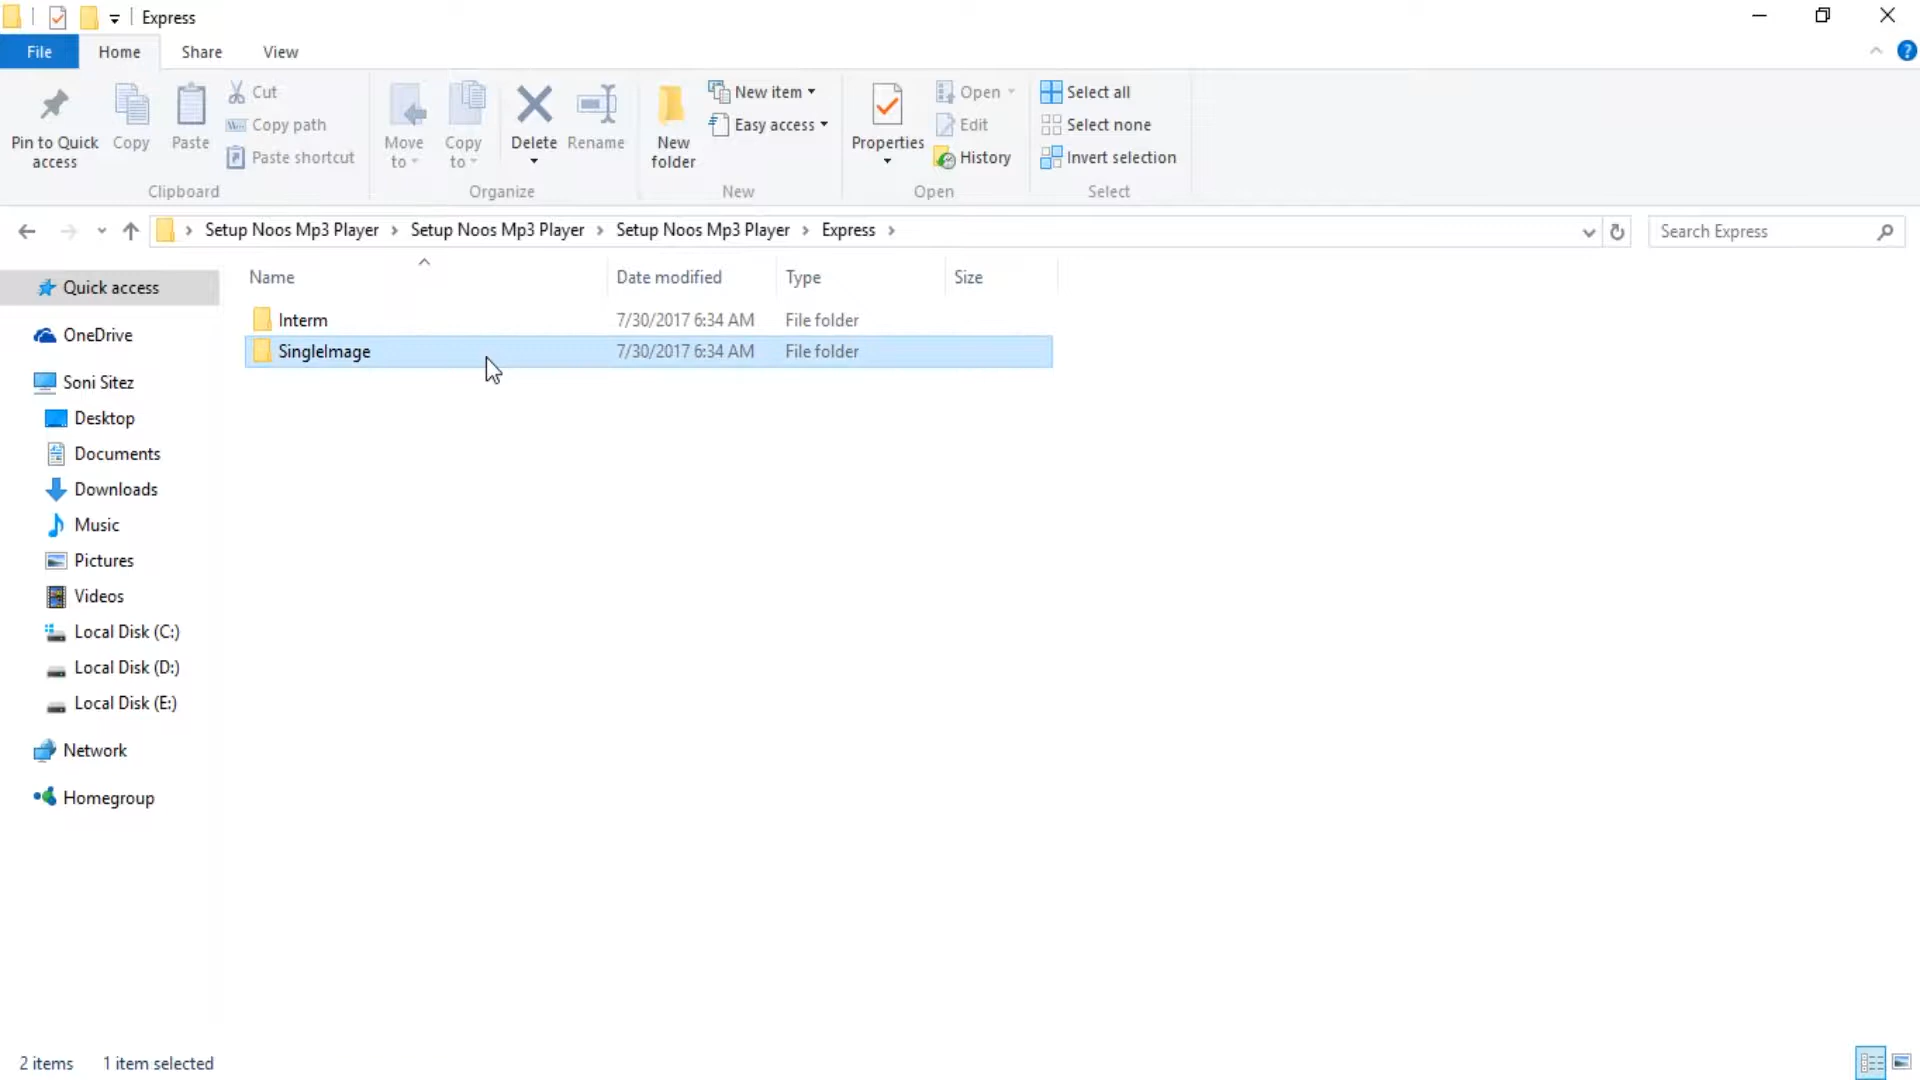 Express
File Home Share View
Pin to Quick access
Copy
Paste
Cut
Copy path
Paste shortcut
Clipboard
Move to
Copy to
Delete
Rename
Organize
New folder
New item
Easy access
New
Properties
Open
Edit
History
Open
Select all
Select none
Invert selection
Select
Setup Noos Mp3 Player > Setup Noos Mp3 Player > Setup Noos Mp3 Player > Express >
Search Express
Quick access
OneDrive
Soni Sitez
Desktop
Documents
Downloads
Music
Pictures
Videos
Local Disk (C:)
Local Disk (D:)
Local Disk (E:)
Network
Homegroup
Name Date modified Type Size
Interm 7/30/2017 6:34 AM File folder
SingleImage 7/30/2017 6:34 AM File folder
2 items 1 item selected